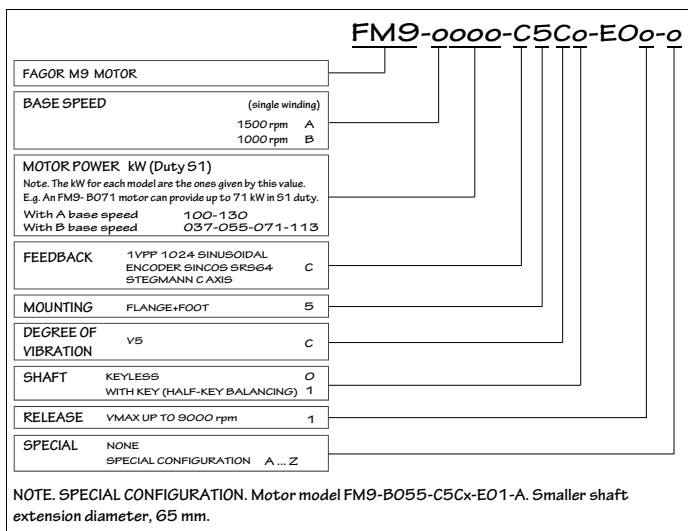 FM9-oooo-C5Co-EOo-o
FAGOR M9 MOTOR
BASE SPEED (single winding)
1500 rpm A
1000 rpm B
MOTOR POWER kW (Duty S1)
Note. The kW for each model are the ones given by this value.
E.g. An FM9- B071 motor can provide up to 71 kW in S1 duty.
With A base speed 100-130
With B base speed 037-055-071-113
FEEDBACK 1VPP 1024 SINUSOIDAL
ENCODER SINCOS SRS64 C
STEGMANN C AXIS
MOUNTING FLANGE+FOOT 5
DEGREE OF
VIBRATION V5 C
SHAFT KEYLESS 0
WITH KEY (HALF-KEY BALANCING) 1
RELEASE VMAX UP TO 9000 rpm 1
SPECIAL NONE
SPECIAL CONFIGURATION A ... Z
NOTE. SPECIAL CONFIGURATION. Motor model FM9-B055-C5Cx-E01-A. Smaller shaft
extension diameter, 65 mm.